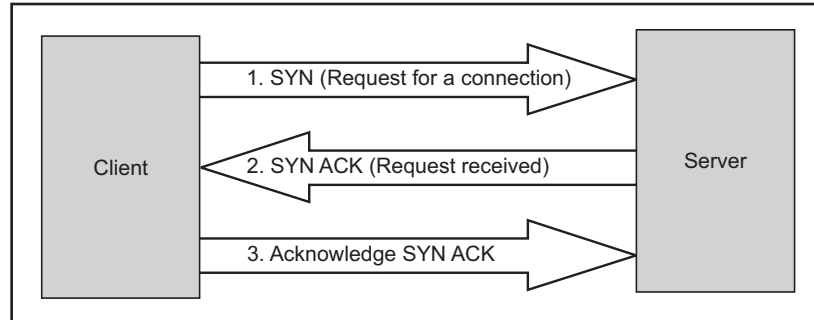 Client
1. SYN (Request for a connection)
2. SYN ACK (Request received)
3. Acknowledge SYN ACK
Server